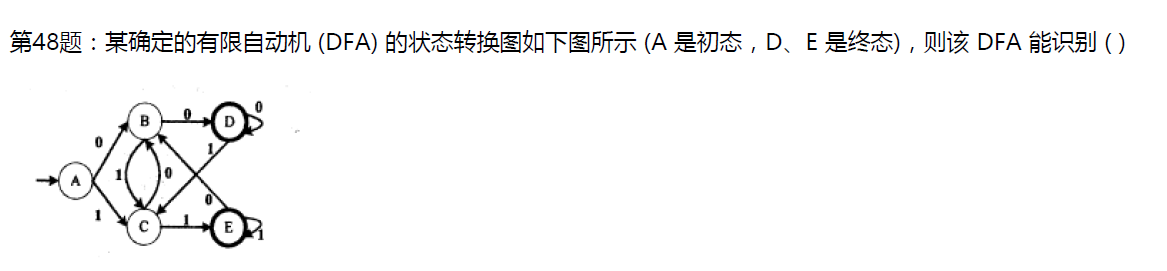 第48题：某确定的有限自动机 (DFA) 的状态转换图如下图所示 (A 是初态，D、E 是终态)，则该 DFA 能识别 ( )
B 0 D 0
0 1
A 1 0
0
1 C 1 E 1